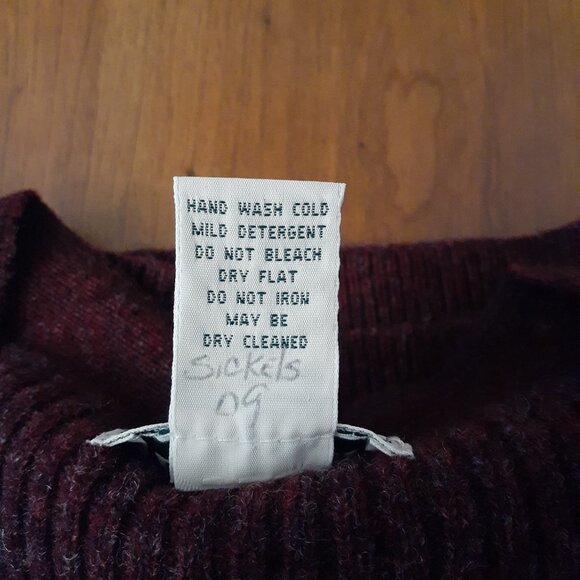 HAND WASH COLD
MILD DETERGENT
DO NOT BLEACH
DRY FLAT
DO NOT IRON
MAY BE
DRY CLEANED
SiCKEls
09